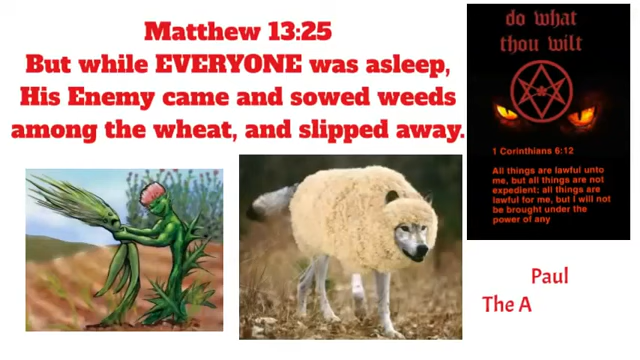 Matthew 13:25
But while EVERYONE was asleep,
His Enemy came and sowed weeds
among the wheat, and slipped away.
do what
thou wilt
1 Corinthians 6:12
All things are lawful unto
me, but all things are not
expedient; all things are
lawful for me, but I will not
be brought under the
power of any
Paul
The A